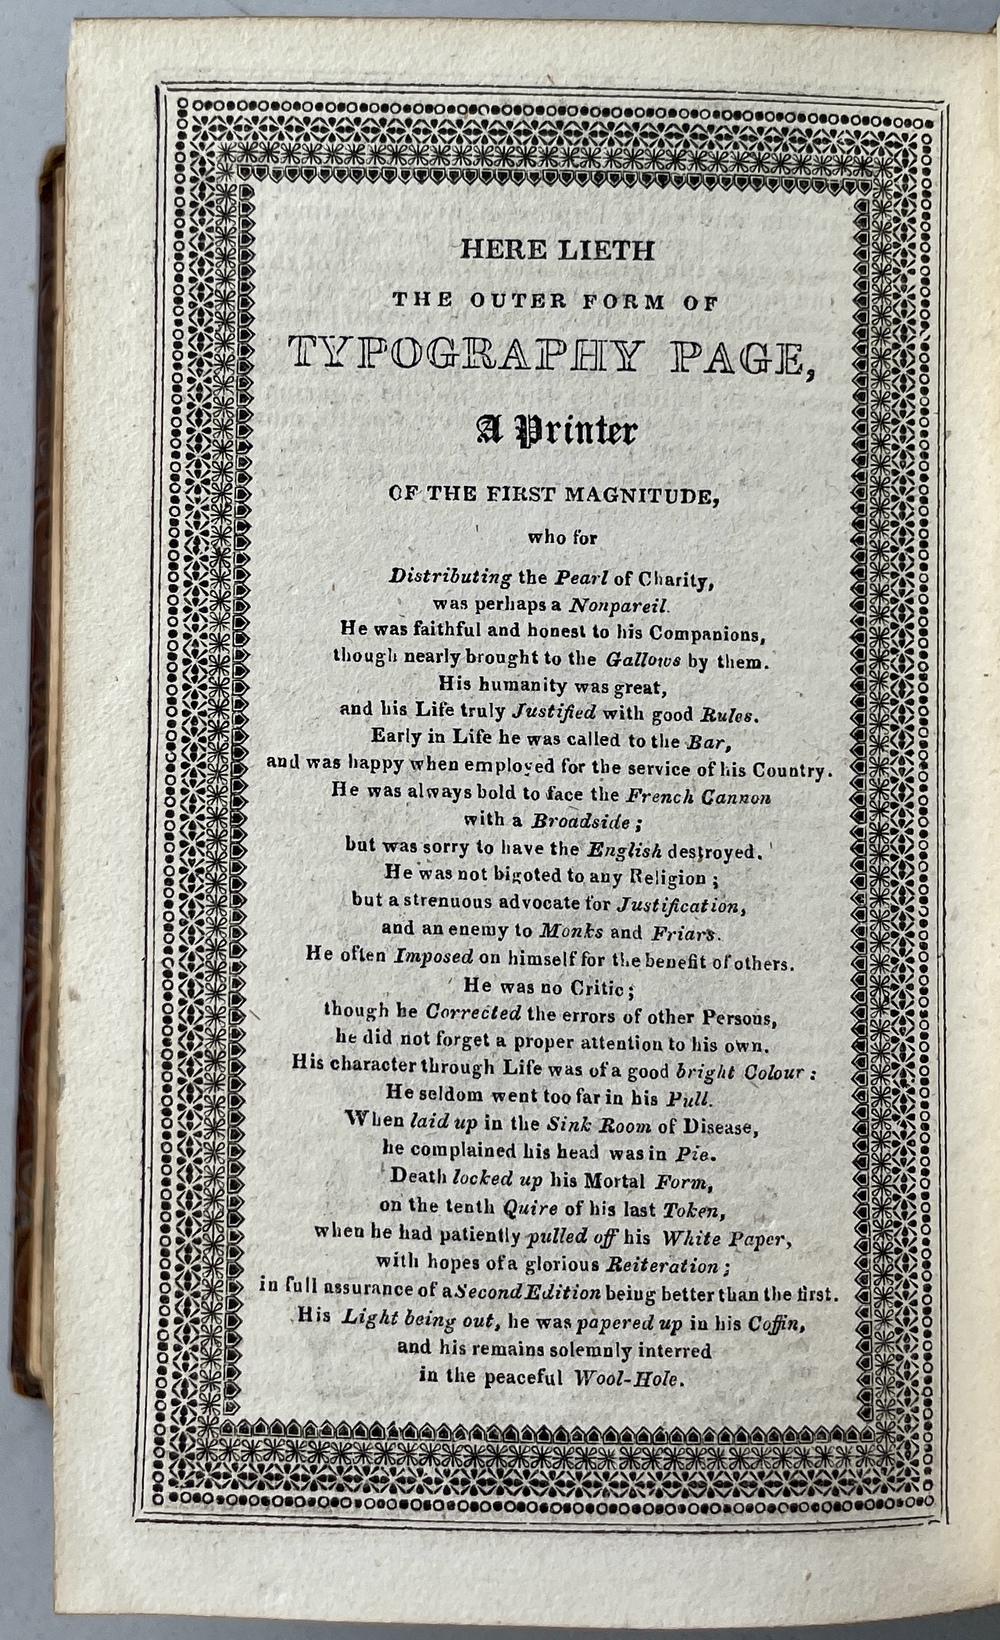 HERE LIETH
THE OUTER FORM OF
TYPOGRAPHY PAGE,
A Printer
OF THE FIRST MAGNITUDE,
who for
Distributing the Pearl of Charity,
was perhaps a Nonpareil.
He was faithful and honest to his Companions,
though nearly brought to the Gallows by them.
His humanity was great,
and his Life truly Justified with good Rules.
Early in Life he was called to the Bar,
and was happy when employed for the service of his Country.
He was always bold to face the French Cannon
with a Broadside;
but was sorry to have the English destroyed.
He was not bigoted to any Religion;
but a strenuous advocate for Justification,
and an enemy to Monks and Friars.
He often Imposed on himself for the benefit of others.
He was no Critic;
though he Corrected the errors of other Persons,
he did not forget a proper attention to his own.
His character through Life was of a good bright Colour:
He seldom went too far in his Pull.
When laid up in the Sink Room of Disease,
he complained his head was in Pie.
Death locked up his Mortal Form,
on the tenth Quire of his last Token,
when he had patiently pulled off his White Paper,
with hopes of a glorious Reiteration;
in full assurance of a Second Edition being better than the first.
His Light being out, he was papered up in his Coffin,
and his remains solemnly interred
in the peaceful Wool-Hole.